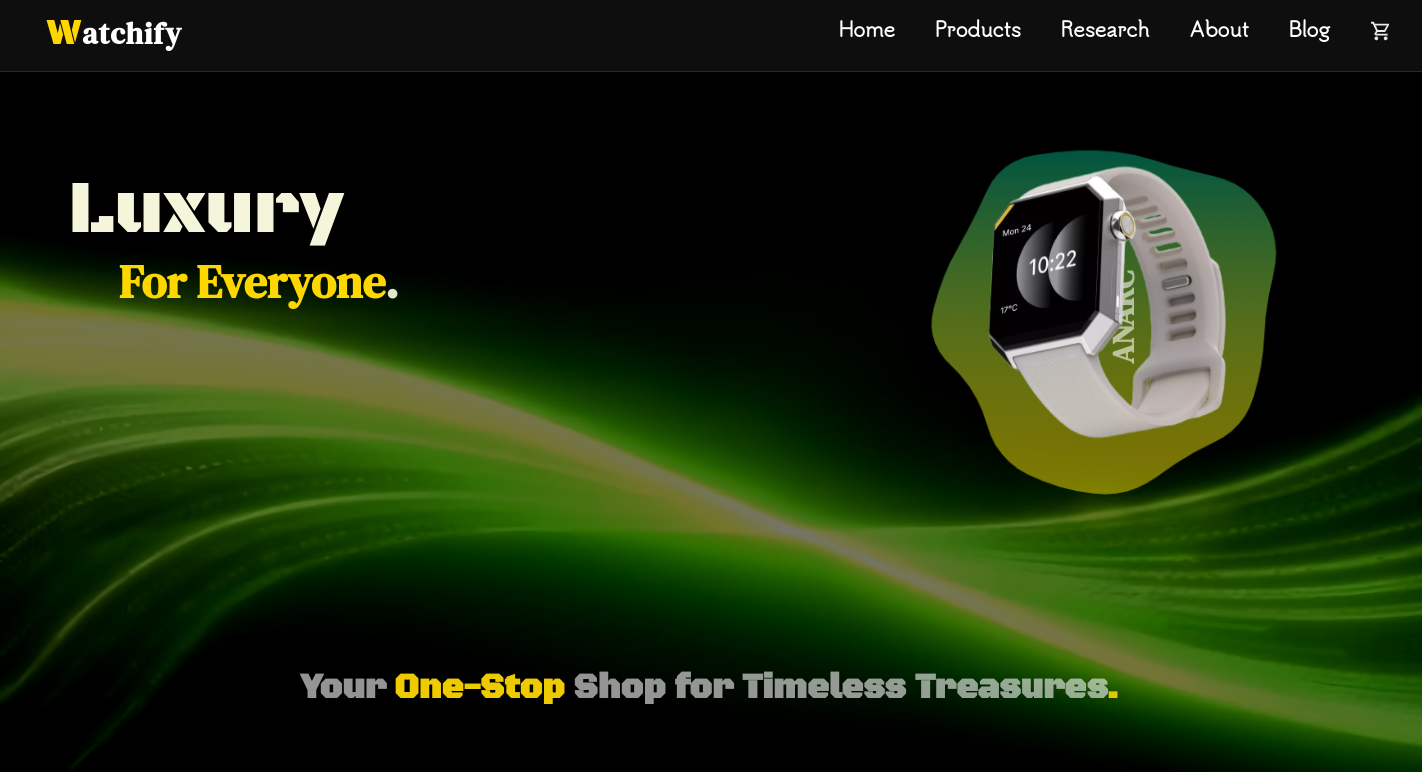 Watchify
Home Products Research About Blog
Luxury
For Everyone.
Mon 24
10:22
17°C
ANARC
Your One-Stop Shop for Timeless Treasures.